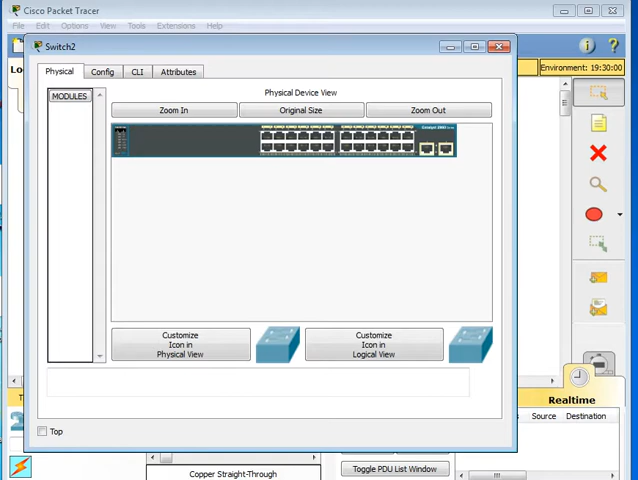 Cisco Packet Tracer
File Edit Options View Tools Extensions Help
Switch2
Environment: 19:30:00
Physical Config CLI Attributes
MODULES
Physical Device View
Zoom In Original Size Zoom Out
Customize
Icon in
Physical View
Customize
Icon in
Logical View
Top
Realtime
Source Destination
Copper Straight-Through
Toggle PDU List Window